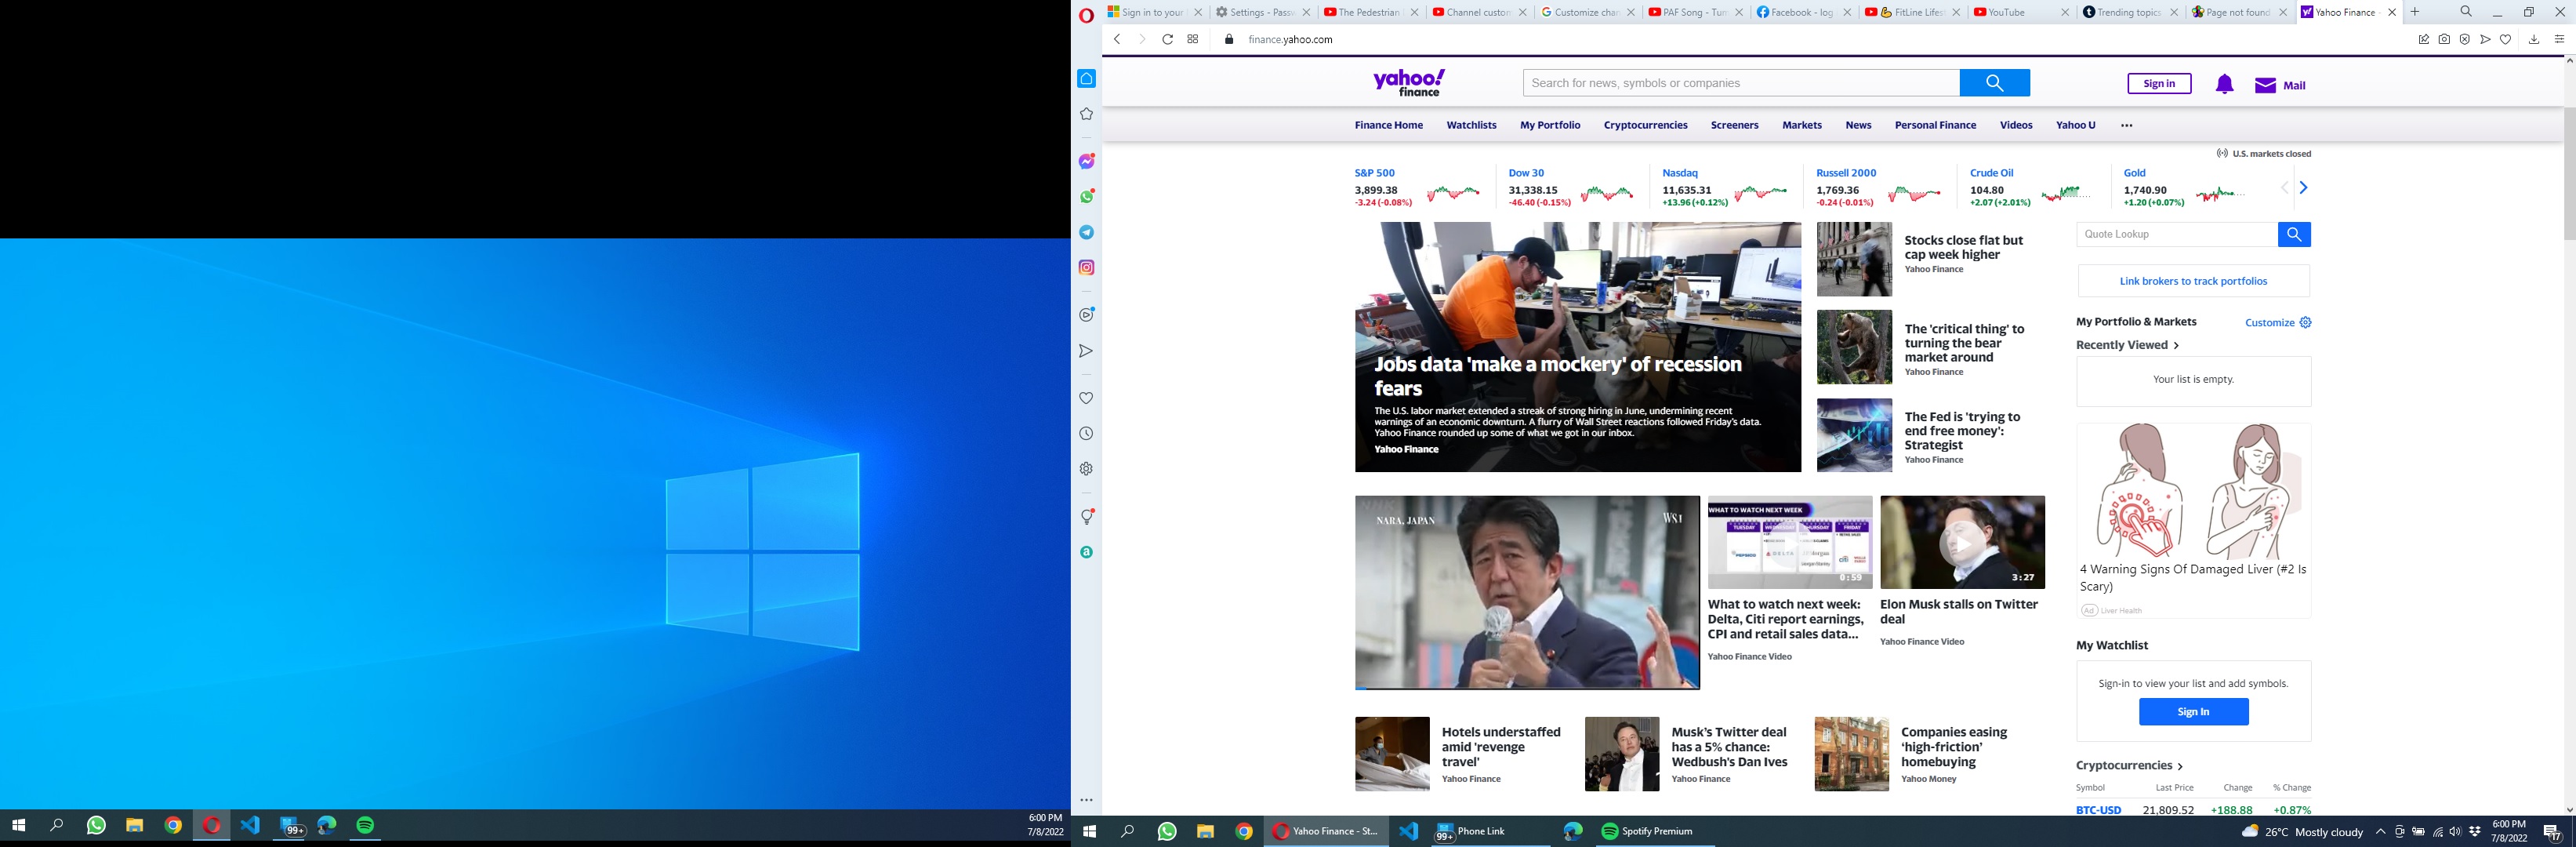 Sign in to your
Settings - Passw
The Pedestrian
Channel custom
Customize chan
PAF Song - Tum
Facebook - log
FitLine Lifes
YouTube
Trending topics
Page not found
Yahoo Finance -
finance.yahoo.com
yahoo!
finance
Search for news, symbols or companies
Sign in
Mail
Finance Home
Watchlists
My Portfolio
Cryptocurrencies
Screeners
Markets
News
Personal Finance
Videos
Yahoo U
U.S. markets closed
S&P 500
3,899.38
-3.24 (-0.08%)
Dow 30
31,338.15
-46.40 (-0.15%)
Nasdaq
11,635.31
+13.96 (+0.12%)
Russell 2000
1,769.36
-0.24 (-0.01%)
Crude Oil
104.80
+2.07 (+2.01%)
Gold
1,740.90
+1.20 (+0.07%)
Jobs data 'make a mockery' of recession
fears
The U.S. labor market extended a streak of strong hiring in June, undermining recent
warnings of an economic downturn. A flurry of Wall Street reactions followed Friday's data.
Yahoo Finance rounded up some of what we got in our inbox.
Yahoo Finance
Stocks close flat but
cap week higher
Yahoo Finance
The 'critical thing' to
turning the bear
market around
Yahoo Finance
The Fed is 'trying to
end free money':
Strategist
Yahoo Finance
Quote Lookup
Link brokers to track portfolios
My Portfolio & Markets
Customize
Recently Viewed
Your list is empty.
NARA, JAPAN
WSJ
WHAT TO WATCH NEXT WEEK
TUESDAY
THURSDAY
FRIDAY
0:59
What to watch next week:
Delta, Citi report earnings,
CPI and retail sales data...
Yahoo Finance Video
3:27
Elon Musk stalls on Twitter
deal
Yahoo Finance Video
4 Warning Signs Of Damaged Liver (#2 Is
Scary)
Ad Liver Health
My Watchlist
Sign-in to view your list and add symbols.
Sign In
Hotels understaffed
amid 'revenge
travel'
Yahoo Finance
Musk's Twitter deal
has a 5% chance:
Wedbush's Dan Ives
Yahoo Finance
Companies easing
'high-friction'
homebuying
Yahoo Money
Cryptocurrencies
Symbol Last Price Change % Change
BTC-USD 21,809.52 +188.88 +0.87%
99+
6:00 PM
7/8/2022
Yahoo Finance - St...
99+
Phone Link
Spotify Premium
26°C Mostly cloudy
6:00 PM
7/8/2022
17